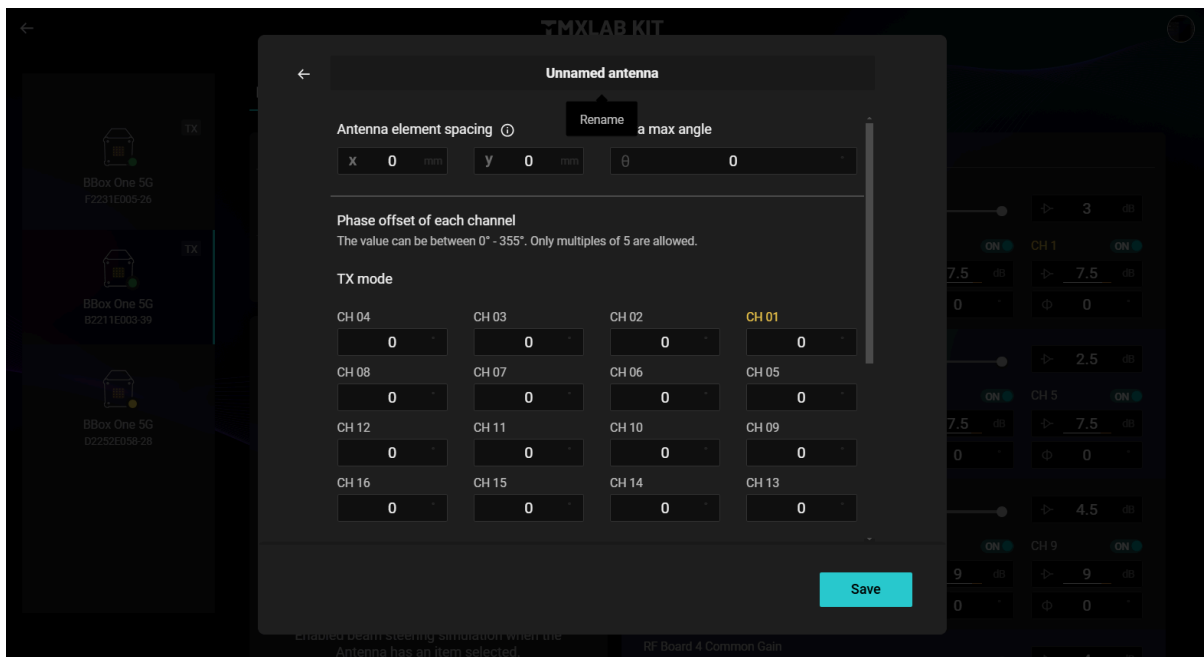 TMXLAB KIT
Unnamed antenna
Rename
Antenna element spacing
a max angle
x 0 mm y 0 mm θ 0 °
Phase offset of each channel
The value can be between 0° - 355°. Only multiples of 5 are allowed.
TX mode
CH 04 CH 03 CH 02 CH 01
0 ° 0 ° 0 ° 0 °
CH 08 CH 07 CH 06 CH 05
0 ° 0 ° 0 ° 0 °
CH 12 CH 11 CH 10 CH 09
0 ° 0 ° 0 ° 0 °
CH 16 CH 15 CH 14 CH 13
0 ° 0 ° 0 ° 0 °
Save
TX
BBox One 5G
F2231E005-26
TX
BBox One 5G
B2211E003-39
BBox One 5G
D2252E058-28
3 dB
ON CH 1 ON
7.5 dB 7.5 dB
0 ° Φ 0 °
2.5 dB
ON CH 5 ON
7.5 dB 7.5 dB
0 ° Φ 0 °
4.5 dB
ON CH 9 ON
9 dB 9 dB
0 ° Φ 0 °
Enabled beam steering simulation when the
Antenna has an item selected.
RF Board 4 Common Gain